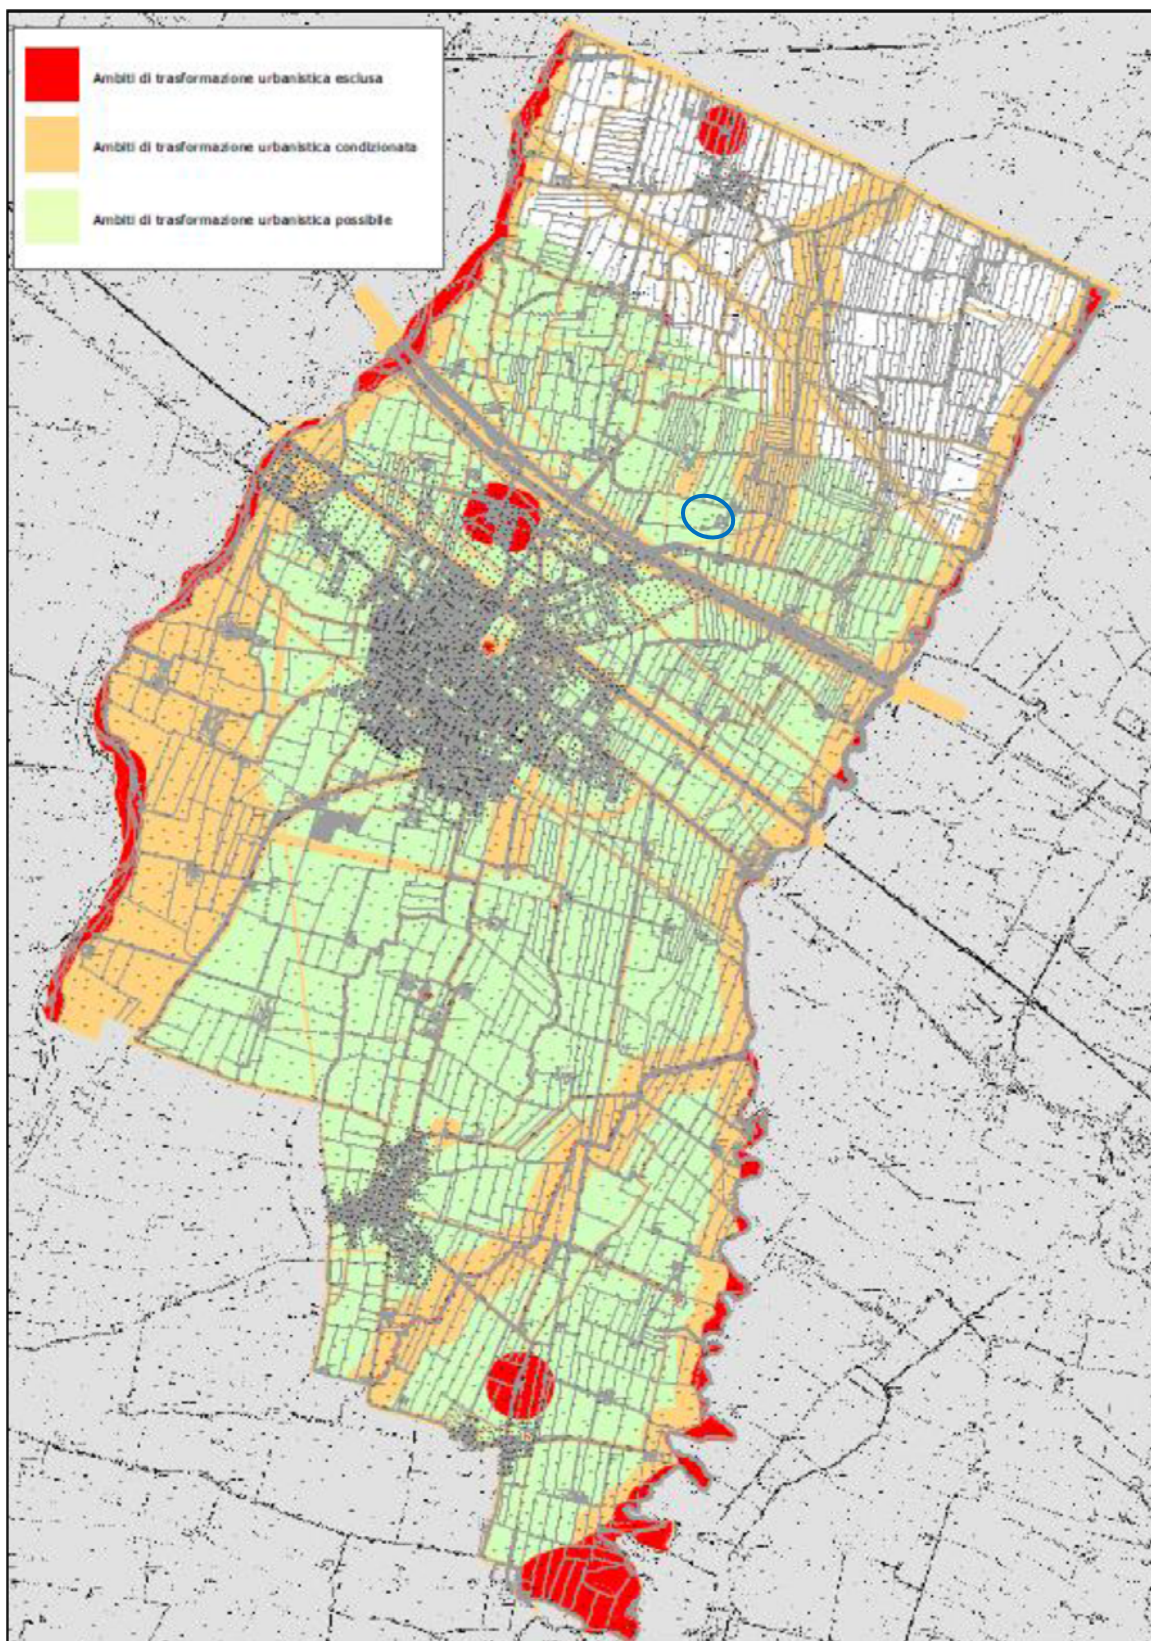 Ambiti di trasformazione urbanistica esclusa
Ambiti di trasformazione urbanistica condizionata
Ambiti di trasformazione urbanistica possibile